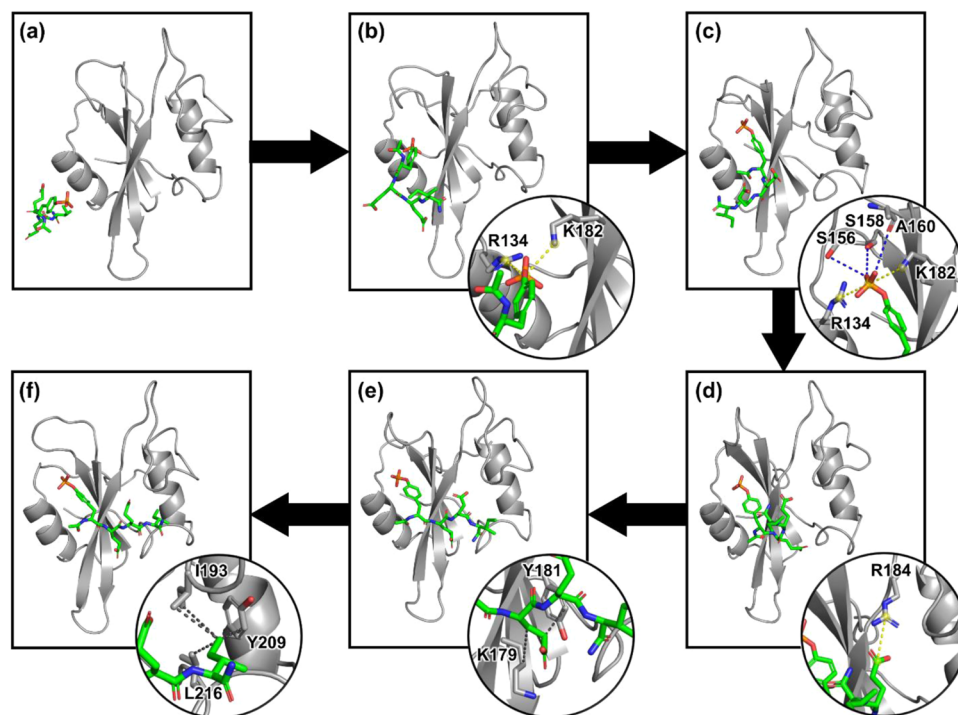 (a)
(b)
R134
K182
(c)
S158
A160
S156
K182
R134
(d)
R184
(e)
Y181
K179
(f)
I193
Y209
L216